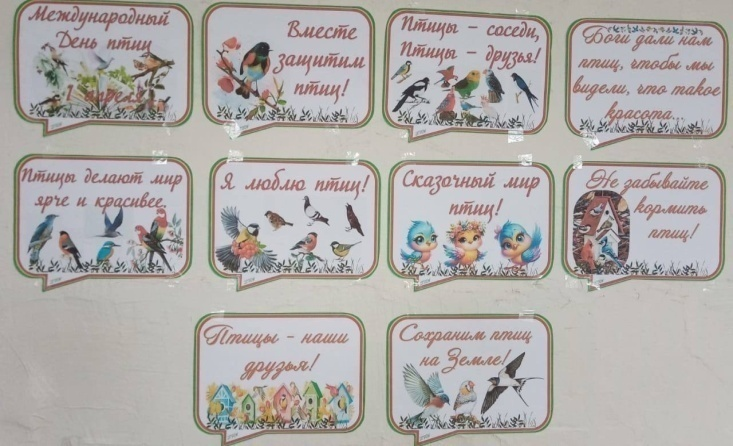 Международный
День птиц
1 апреля
Вместе
защитим
птиц!
Птицы - соседи,
Птицы - друзья!
Боги дали нам
птиц, чтобы мы
видели, что такое
красота...
Птицы делают мир
ярче и красивее.
Я люблю птиц!
Сказочный мир
птиц!
Не забывайте
кормить
птиц!
Птицы - наши
друзья!
Сохраним птиц
на Земле!